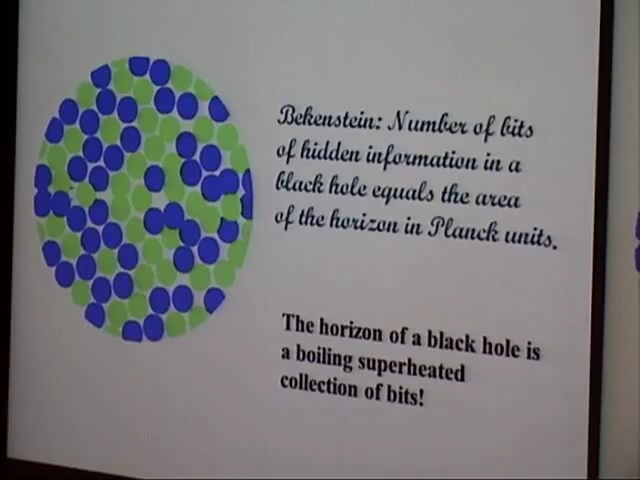 Bekenstein: Number of bits
of hidden information in a
black hole equals the area
of the horizon in Planck units.
The horizon of a black hole is
a boiling superheated
collection of bits!